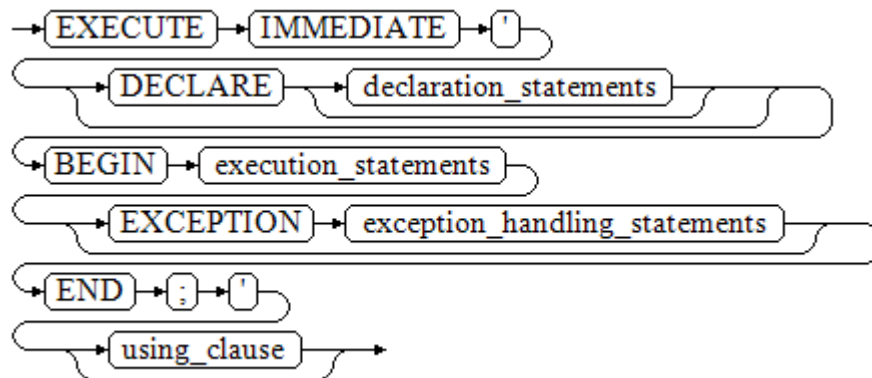 EXECUTE IMMEDIATE '
DECLARE declaration_statements
BEGIN execution_statements
EXCEPTION exception_handling_statements
END ; '
using_clause